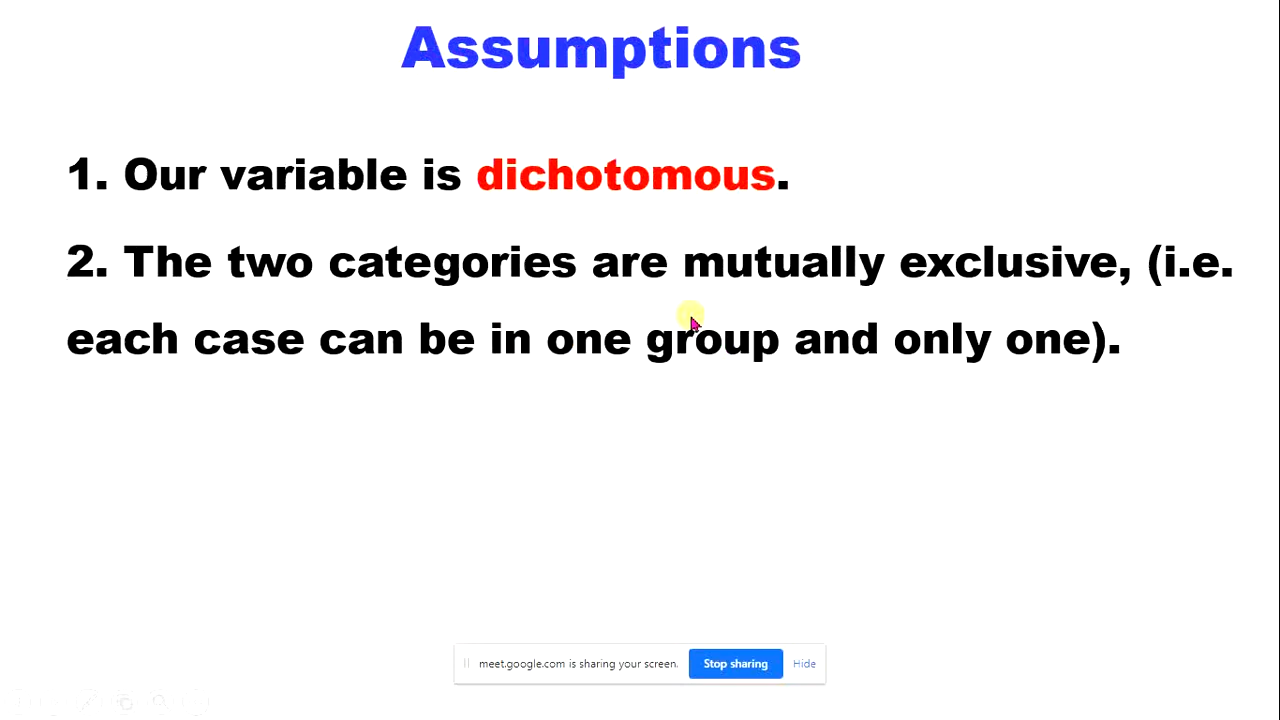 Assumptions
1. Our variable is dichotomous.
2. The two categories are mutually exclusive, (i.e.
each case can be in one group and only one).
meet.google.com is sharing your screen. Stop sharing Hide